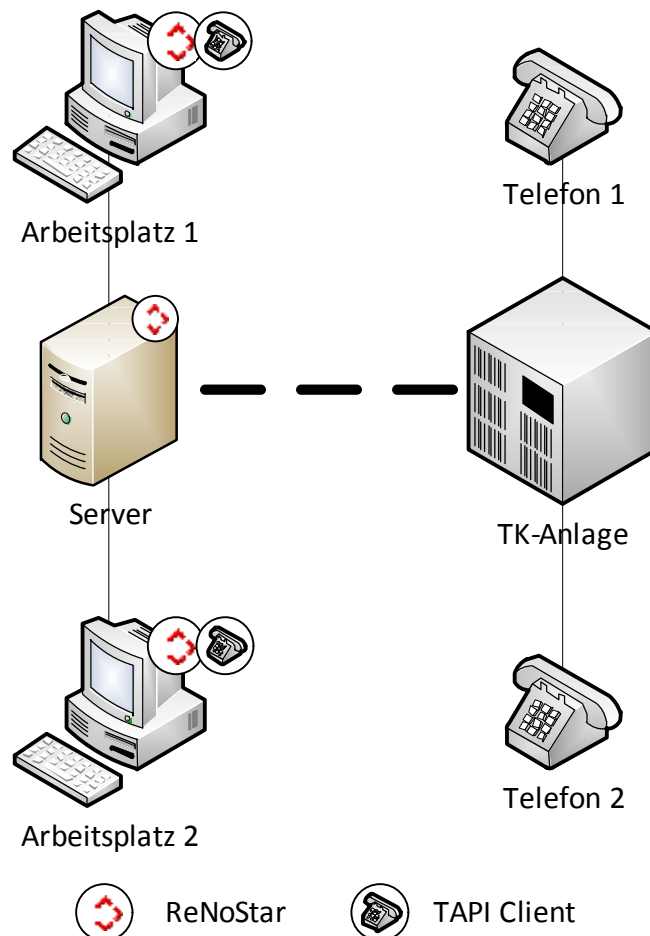 Arbeitsplatz 1
Telefon 1
Server
TK-Anlage
Arbeitsplatz 2
Telefon 2
ReNoStar
TAPI Client